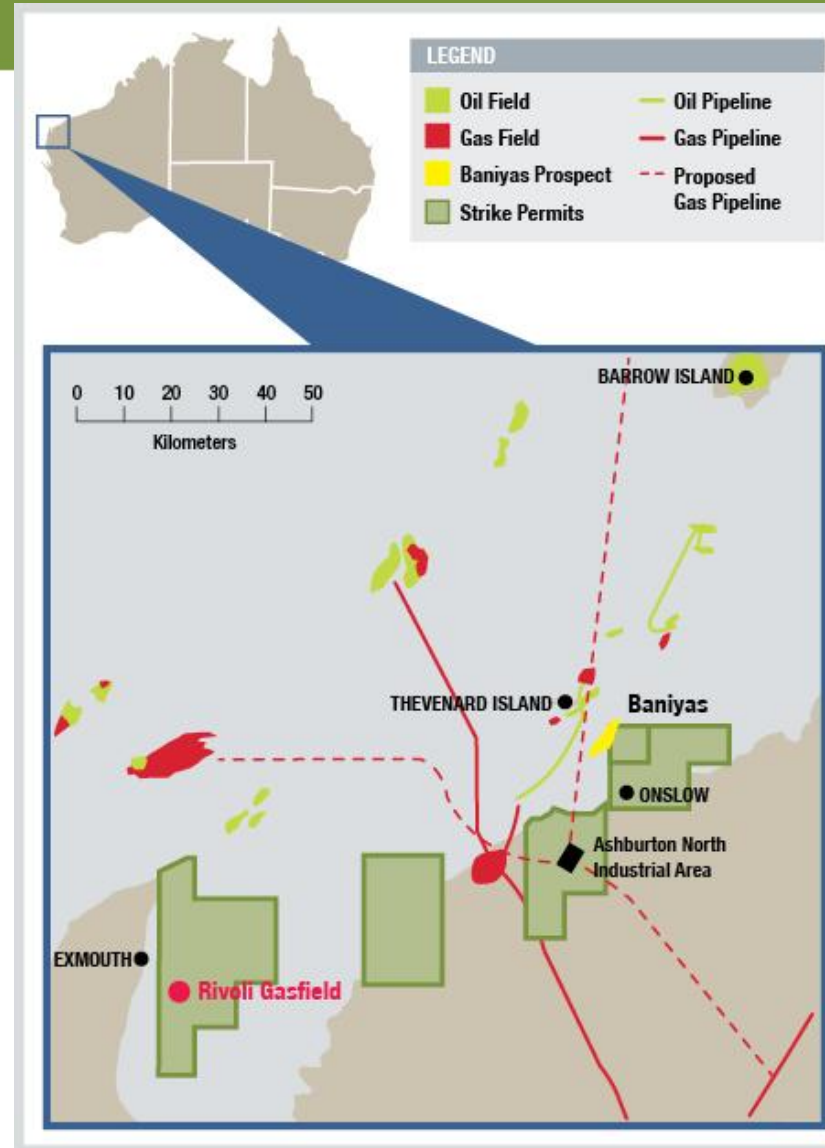 LEGEND
Oil Field
Gas Field
Baniyas Prospect
Strike Permits
Oil Pipeline
Gas Pipeline
Proposed
Gas Pipeline
0 10 20 30 40 50
Kilometers
BARROW ISLAND
THEVENARD ISLAND
Baniyas
ONSLOW
Ashburton North
Industrial Area
EXMOUTH
Rivoli Gasfield